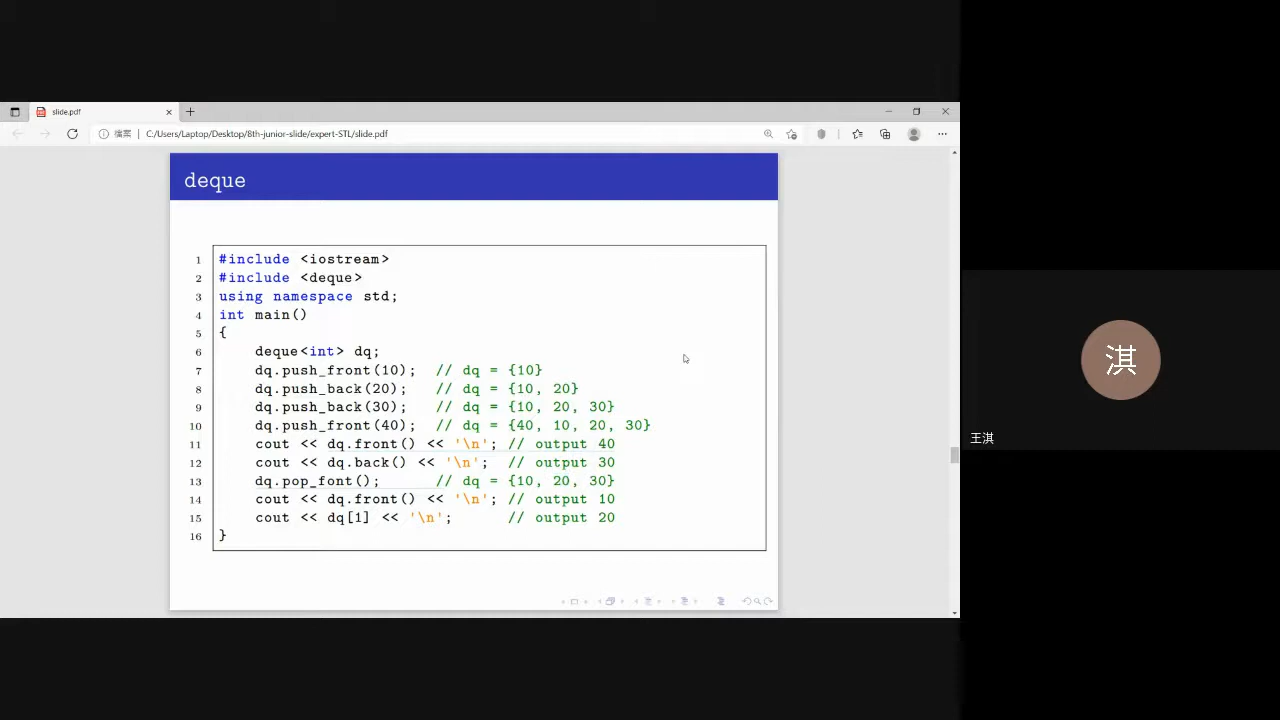 slide.pdf
檔案 C:/Users/Laptop/Desktop/8th-junior-slide/expert-STL/slide.pdf
deque
1 #include <iostream>
2 #include <deque>
3 using namespace std;
4 int main()
5 {
6 deque<int> dq;
7 dq.push_front(10); // dq = {10}
8 dq.push_back(20); // dq = {10, 20}
9 dq.push_back(30); // dq = {10, 20, 30}
10 dq.push_front(40); // dq = {40, 10, 20, 30}
11 cout << dq.front() << '\n'; // output 40
12 cout << dq.back() << '\n'; // output 30
13 dq.pop_font(); // dq = {10, 20, 30}
14 cout << dq.front() << '\n'; // output 10
15 cout << dq[1] << '\n'; // output 20
16 }
淇
王淇